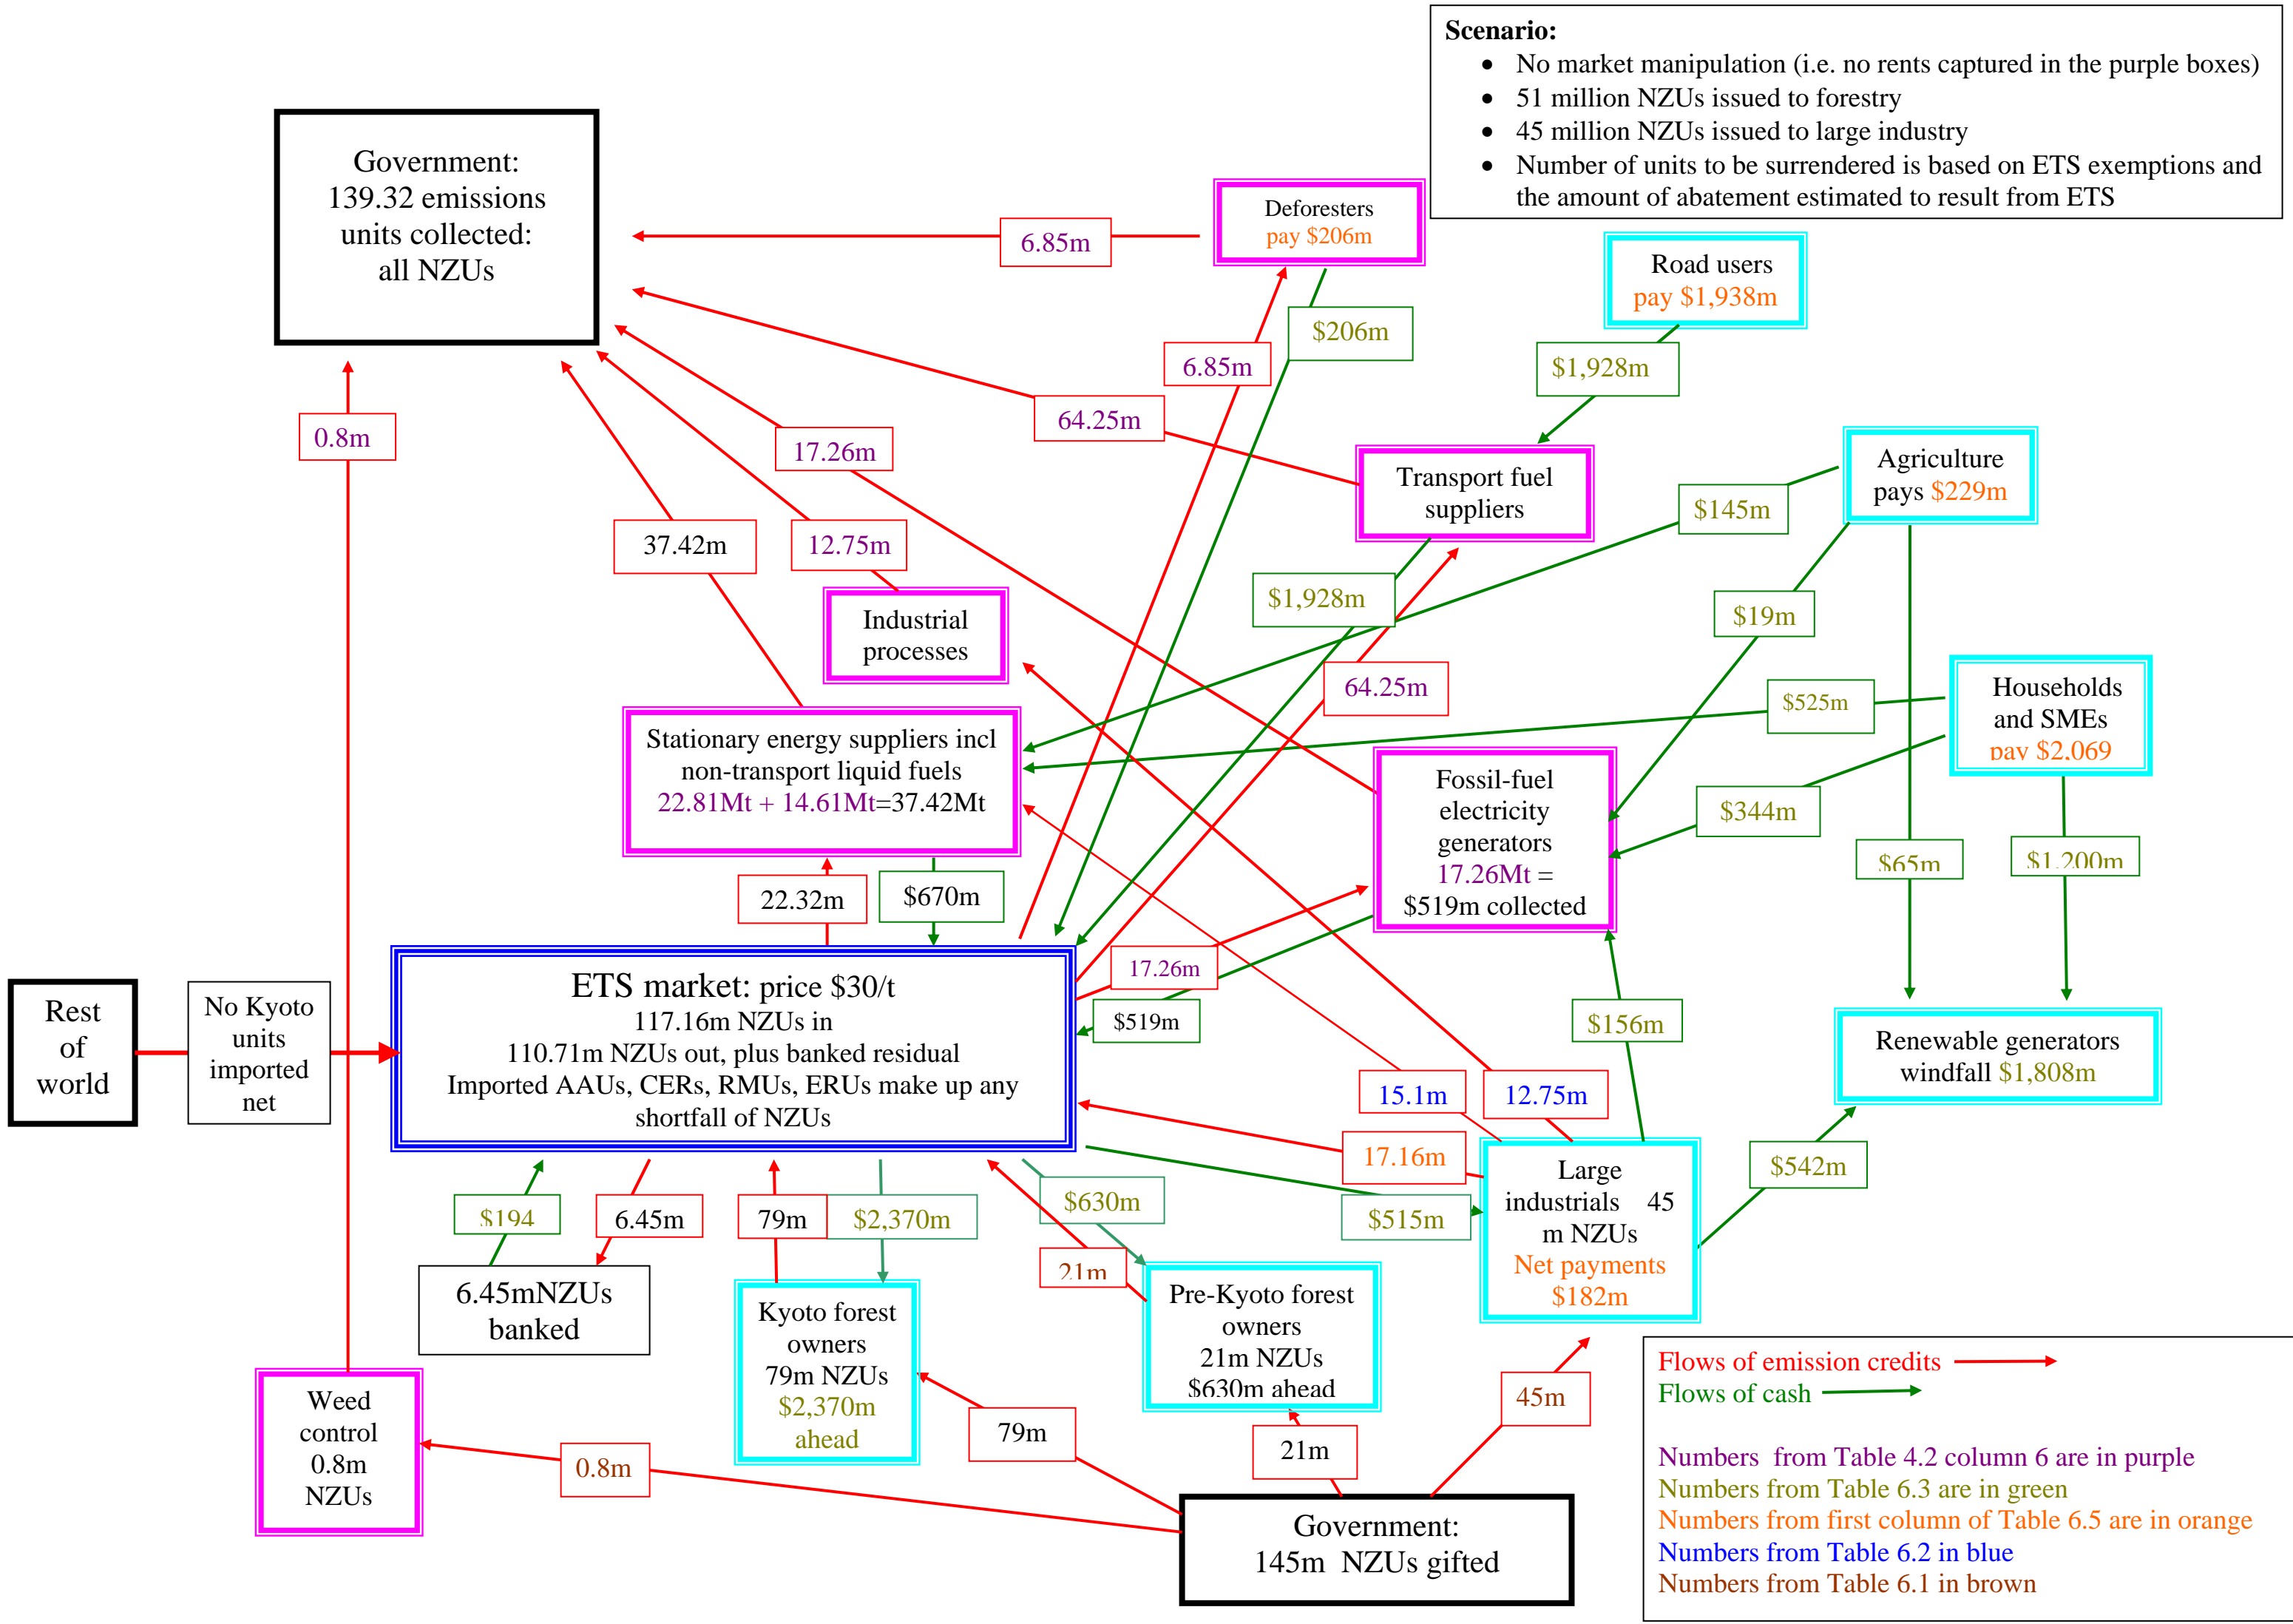 Scenario:
• No market manipulation (i.e. no rents captured in the purple boxes)
• 51 million NZUs issued to forestry
• 45 million NZUs issued to large industry
• Number of units to be surrendered is based on ETS exemptions and
the amount of abatement estimated to result from ETS
Government:
139.32 emissions
units collected:
all NZUs
6.85m
Deforesters
pay $206m
Road users
pay $1,938m
$206m
6.85m
$1,928m
64.25m
0.8m
17.26m
Transport fuel
suppliers
Agriculture
pays $229m
$145m
37.42m
12.75m
$1,928m
$19m
Industrial
processes
64.25m
$525m
Households
and SMEs
pay $2,069
Stationary energy suppliers incl
non-transport liquid fuels
22.81Mt + 14.61Mt=37.42Mt
Fossil-fuel
electricity
generators
17.26Mt =
$519m collected
$344m
$65m
$1,200m
22.32m
$670m
17.26m
$519m
$156m
Rest
of
world
No Kyoto
units
imported
net
ETS market: price $30/t
117.16m NZUs in
110.71m NZUs out, plus banked residual
Imported AAUs, CERs, RMUs, ERUs make up any
shortfall of NZUs
Renewable generators
windfall $1,808m
15.1m
12.75m
17.16m
$542m
Large
industrials 45
m NZUs
Net payments
$182m
$194
6.45m
79m
$2,370m
$630m
$515m
21m
6.45mNZUs
banked
Kyoto forest
owners
79m NZUs
$2,370m
ahead
Pre-Kyoto forest
owners
21m NZUs
$630m ahead
Weed
control
0.8m
NZUs
0.8m
79m
21m
45m
Government:
145m NZUs gifted
Flows of emission credits
Flows of cash
Numbers from Table 4.2 column 6 are in purple
Numbers from Table 6.3 are in green
Numbers from first column of Table 6.5 are in orange
Numbers from Table 6.2 in blue
Numbers from Table 6.1 in brown